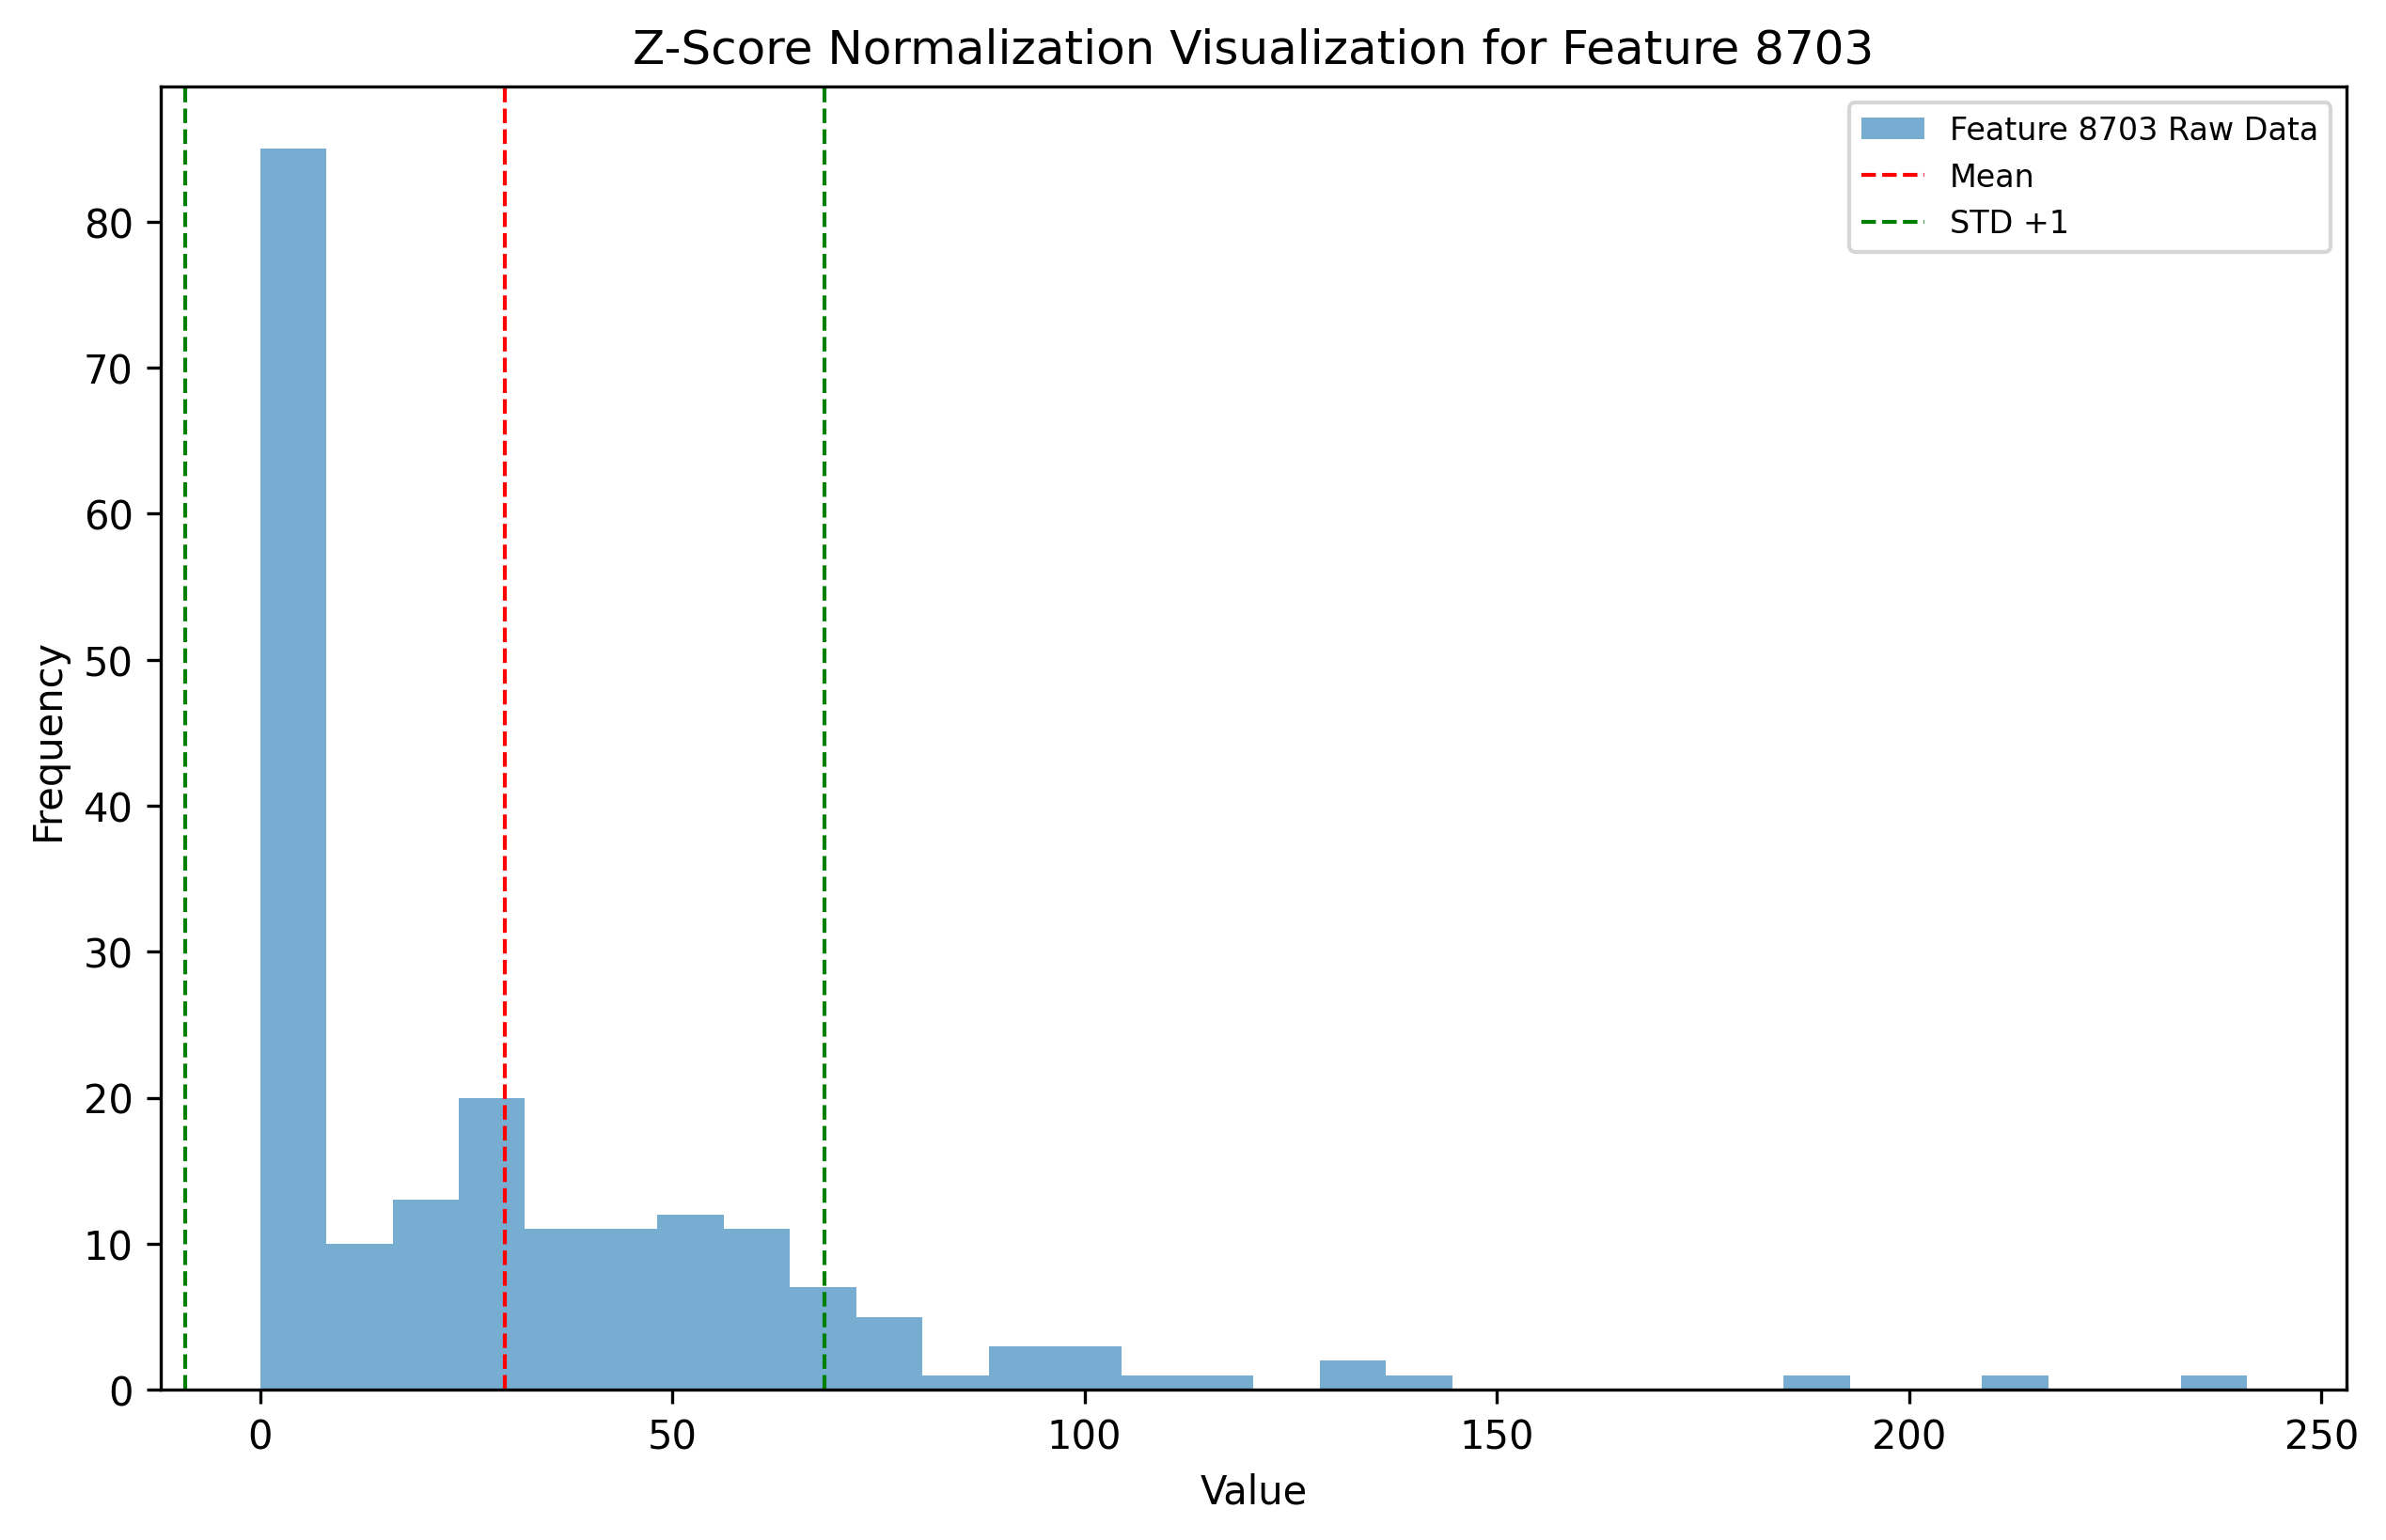 Z-Score Normalization Visualization for Feature 8703
Feature 8703 Raw Data
Mean
STD +1
Frequency
80
70
60
50
40
30
20
10
0
0 50 100 150 200 250
Value